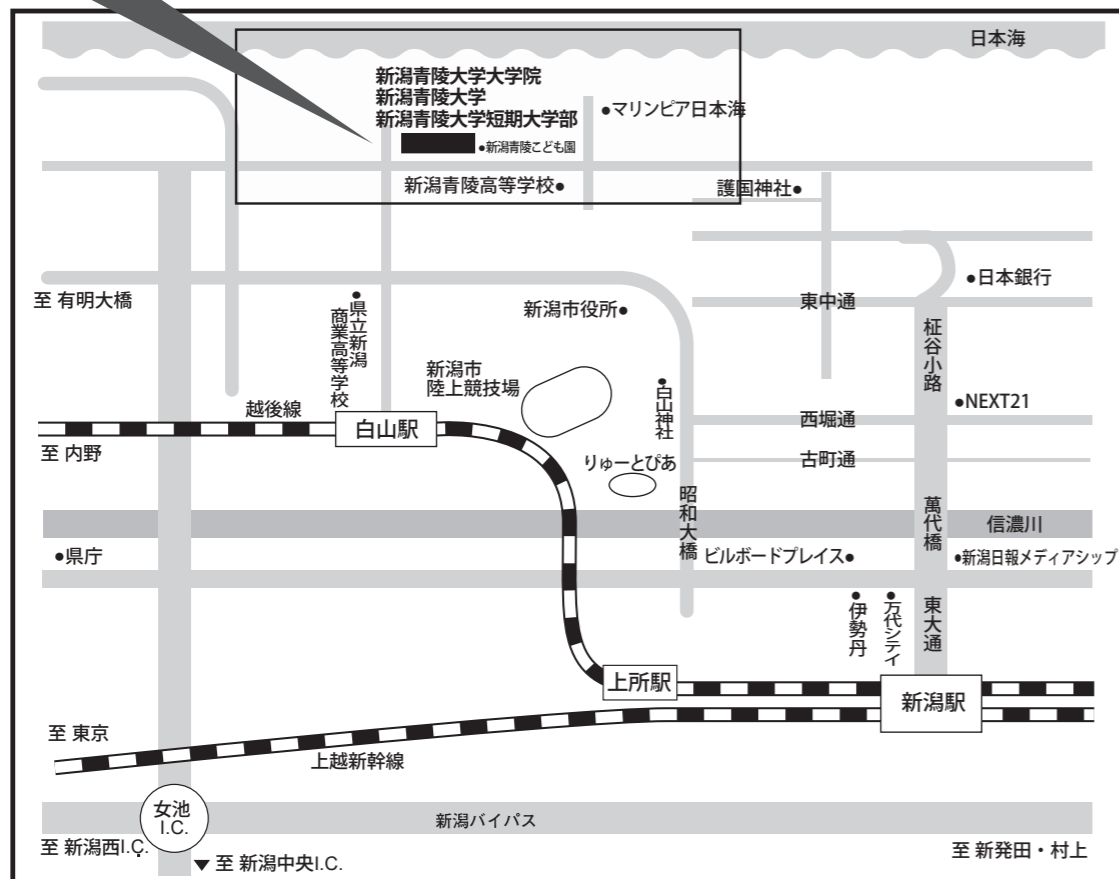 日本海
新潟青陵大学大学院
新潟青陵大学
新潟青陵大学短期大学部
●マリンピア日本海
●新潟青陵こども園
新潟青陵高等学校●
護国神社●
●日本銀行
至 有明大橋
●県立新潟
商業高等学校
新潟市役所●
東中通
柾谷小路
新潟市
陸上競技場
●白山神社
●NEXT21
越後線
白山駅
西堀通
至 内野
りゅーとぴあ
古町通
昭和大橋
萬代橋
信濃川
●県庁
ビルボードプレイス●
●新潟日報メディアシップ
●伊勢丹
●万代シテイ
東大通
上所駅
新潟駅
至 東京
上越新幹線
女池
I.C.
新潟バイパス
至 新潟西I.C.
▼至 新潟中央I.C.
至 新発田・村上